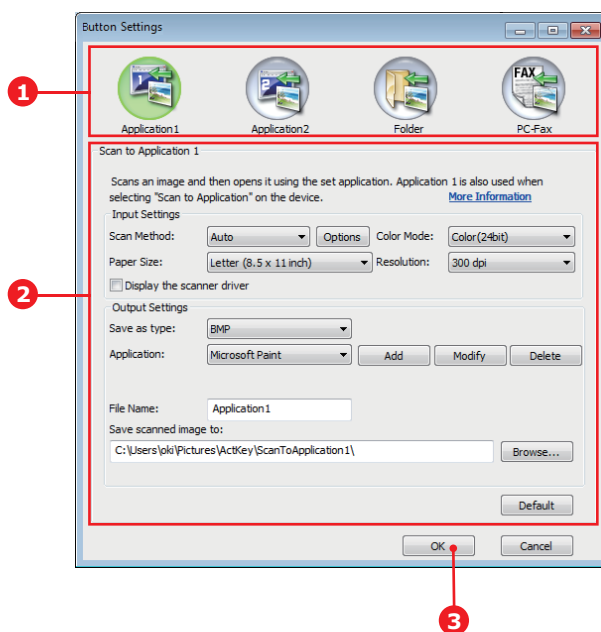 Button Settings
1
FAX
Application1 Application2 Folder PC-Fax
Scan to Application 1
Scans an image and then opens it using the set application. Application 1 is also used when
selecting "Scan to Application" on the device. More Information
Input Settings
Scan Method: Auto Options Color Mode: Color(24bit)
Paper Size: Letter (8.5 x 11 inch) Resolution: 300 dpi
Display the scanner driver
2
Output Settings
Save as type: BMP
Application: Microsoft Paint Add Modify Delete
File Name: Application1
Save scanned image to:
C:\Users\oki\Pictures\ActKey\ScanToApplication1\ Browse...
Default
OK Cancel
3